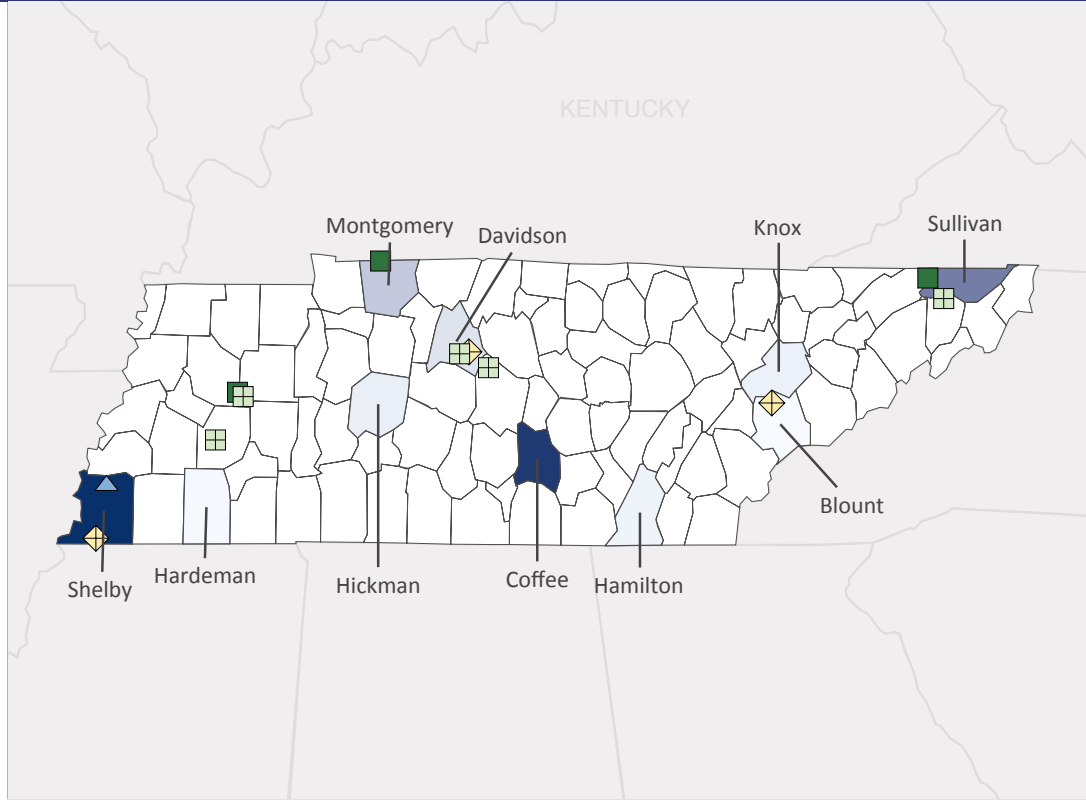 KENTUCKY
Montgomery
Davidson
Knox
Sullivan
Blount
Shelby
Hardeman
Hickman
Coffee
Hamilton